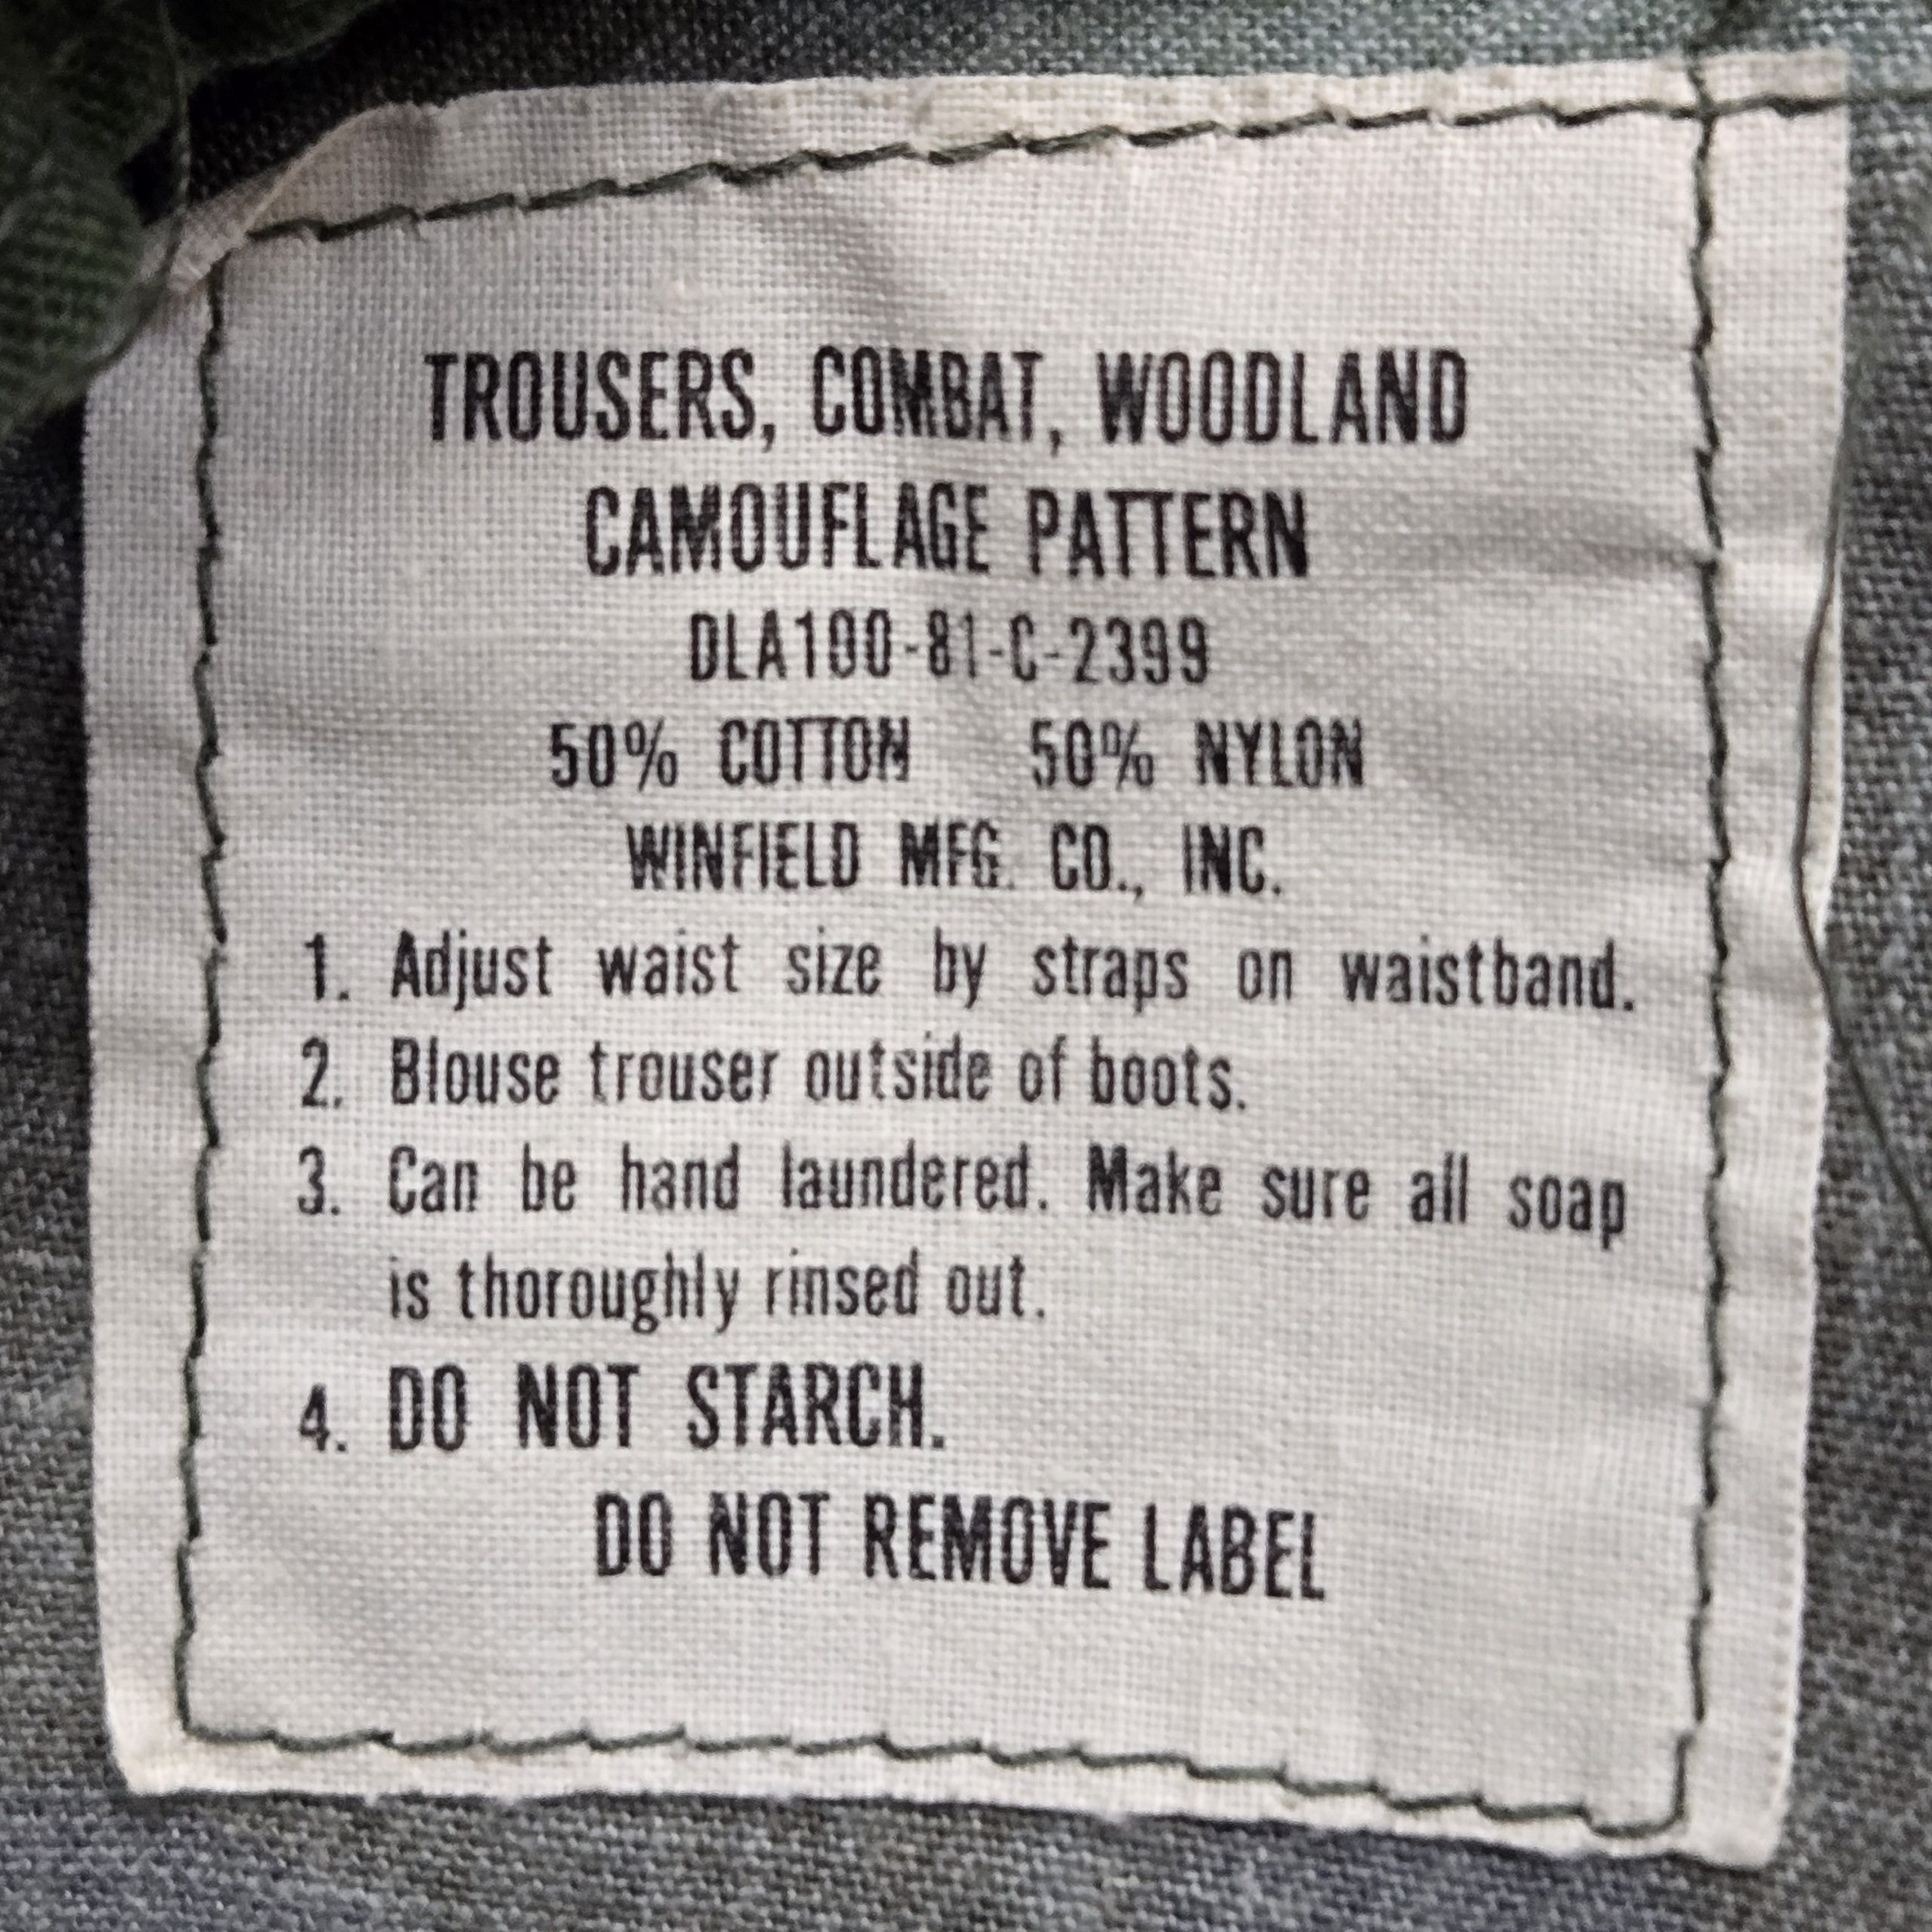 TROUSERS, COMBAT, WOODLAND
CAMOUFLAGE PATTERN
DLA100-81-C-2399
50% COTTON 50% NYLON
WINFIELD MFG. CO., INC.
1. Adjust waist size by straps on waistband.
2. Blouse trouser outside of boots.
3. Can be hand laundered. Make sure all soap
is thoroughly rinsed out.
4. DO NOT STARCH.
DO NOT REMOVE LABEL